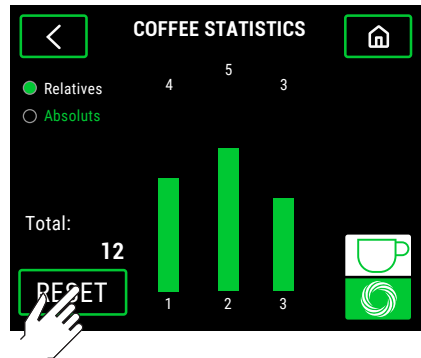 COFFEE STATISTICS
Relatives
Absoluts
4
5
3
Total:
12
RESET
1 2 3